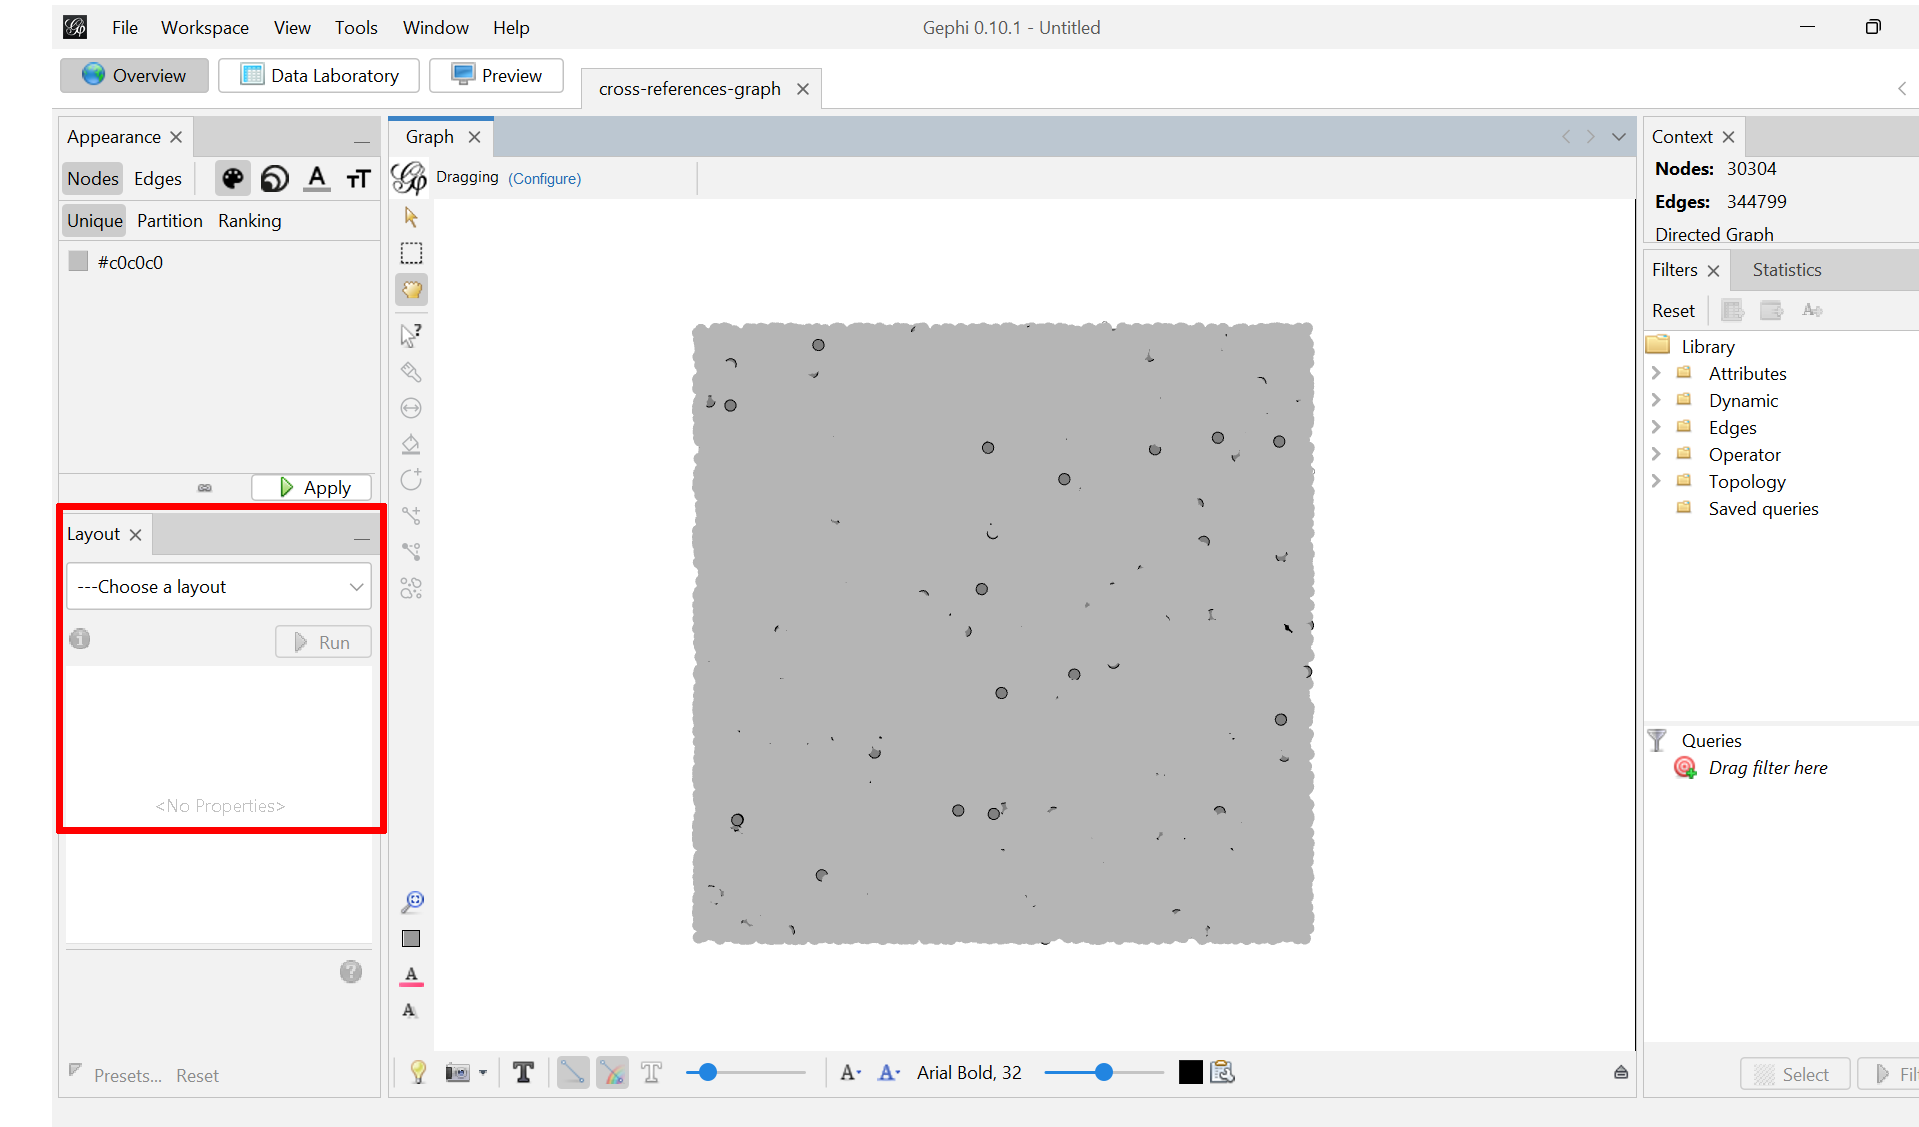 File Workspace View Tools Window Help
Gephi 0.10.1 - Untitled
Overview Data Laboratory Preview
cross-references-graph
Appearance
Nodes Edges
Unique Partition Ranking
#c0c0c0
Apply
Layout
---Choose a layout
Run
<No Properties>
Presets... Reset
Graph
Dragging (Configure)
Arial Bold, 32
Context
Nodes: 30304
Edges: 344799
Directed Graph
Filters Statistics
Reset
Library
Attributes
Dynamic
Edges
Operator
Topology
Saved queries
Queries
Drag filter here
Select